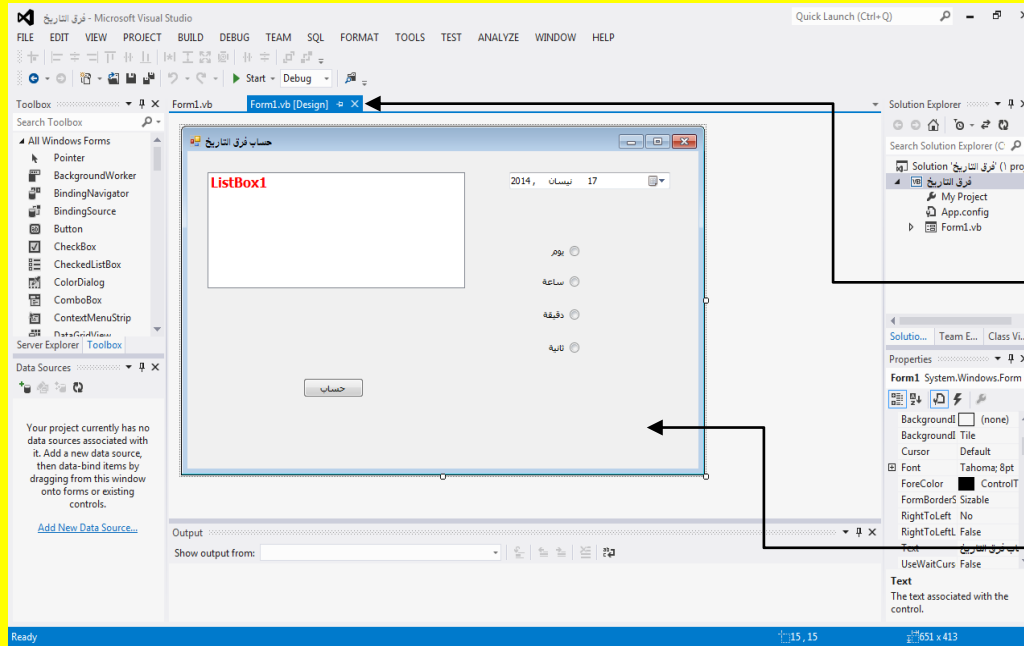 فرق التاريخ - Microsoft Visual Studio
Quick Launch (Ctrl+Q)
FILE EDIT VIEW PROJECT BUILD DEBUG TEAM SQL FORMAT TOOLS TEST ANALYZE WINDOW HELP
Start Debug
Toolbox
Search Toolbox
All Windows Forms
Pointer
BackgroundWorker
BindingNavigator
BindingSource
Button
CheckBox
CheckedListBox
ColorDialog
ComboBox
ContextMenuStrip
DataGridView
Server Explorer Toolbox
Data Sources
Your project currently has no
data sources associated with
it. Add a new data source,
then data-bind items by
dragging from this window
onto forms or existing
controls.
Add New Data Source...
Form1.vb Form1.vb [Design]
حساب فرق التاريخ
ListBox1
17 نيسان , 2014
يوم
ساعة
دقيقة
ثانية
حساب
Output
Show output from:
Solution Explorer
Search Solution Explorer (C
Solution 'فرق التاريخ' (1 proj
فرق التاريخ
My Project
App.config
Form1.vb
Solutio... Team E... Class Vi...
Properties
Form1 System.Windows.Form
BackgroundI (none)
BackgroundI Tile
Cursor Default
Font Tahoma; 8pt
ForeColor ControlT
FormBorderS Sizable
RightToLeft No
RightToLeftL False
Text حساب فرق التاريخ
UseWaitCurs False
Text
The text associated with the
control.
Ready
15 , 15
651 x 413